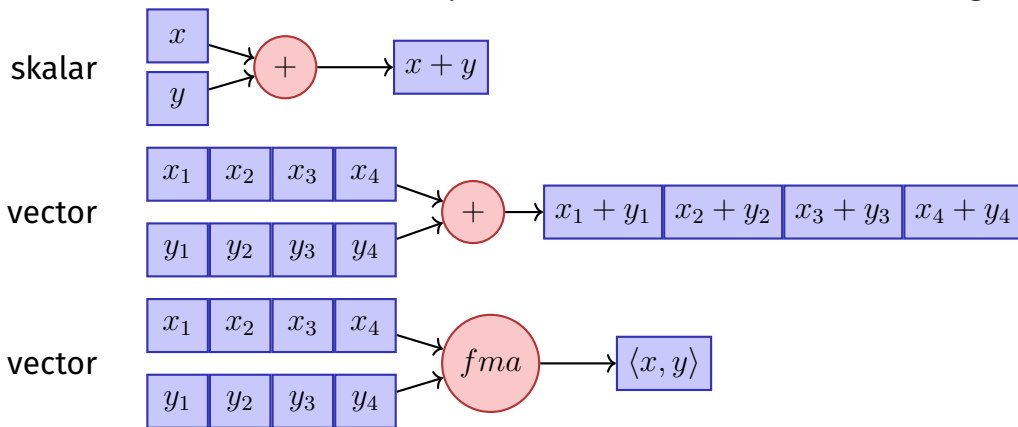 skalar
x
y
+
x + y
vector
x₁ x₂ x₃ x₄
y₁ y₂ y₃ y₄
+
x₁ + y₁ x₂ + y₂ x₃ + y₃ x₄ + y₄
vector
x₁ x₂ x₃ x₄
y₁ y₂ y₃ y₄
fma
⟨x, y⟩